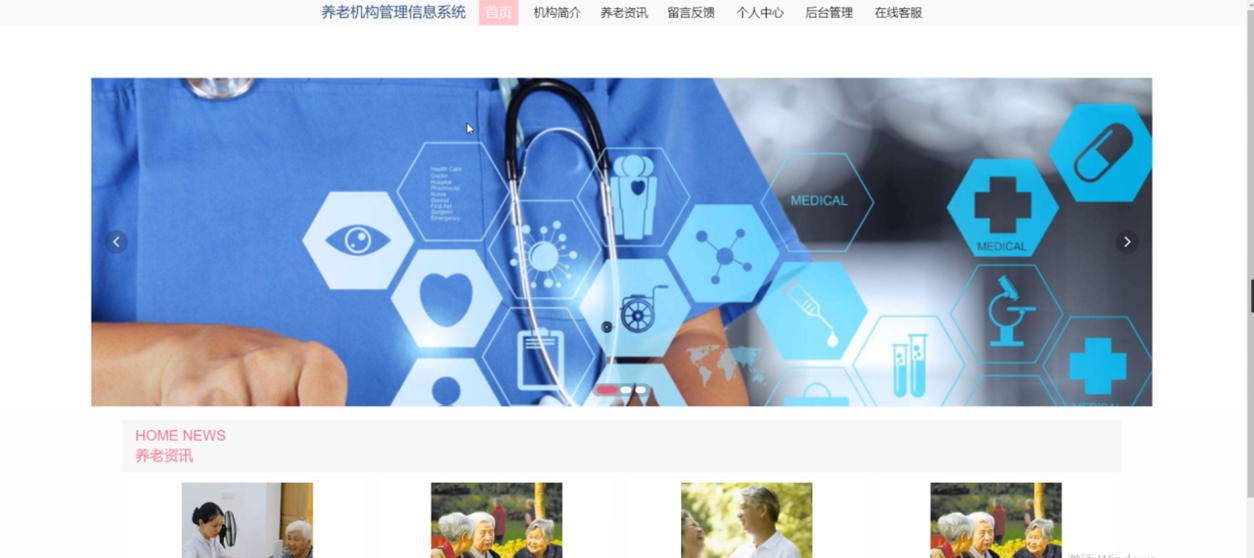 养老机构管理信息系统 首页 机构简介 养老资讯 留言反馈 个人中心 后台管理 在线客服
Health Care
Doctor
Hospital
Pharmacist
Nurse
Dentist
First Aid
Surgeon
Emergency
MEDICAL
MEDICAL
MEDICAL
HOME NEWS
养老资讯